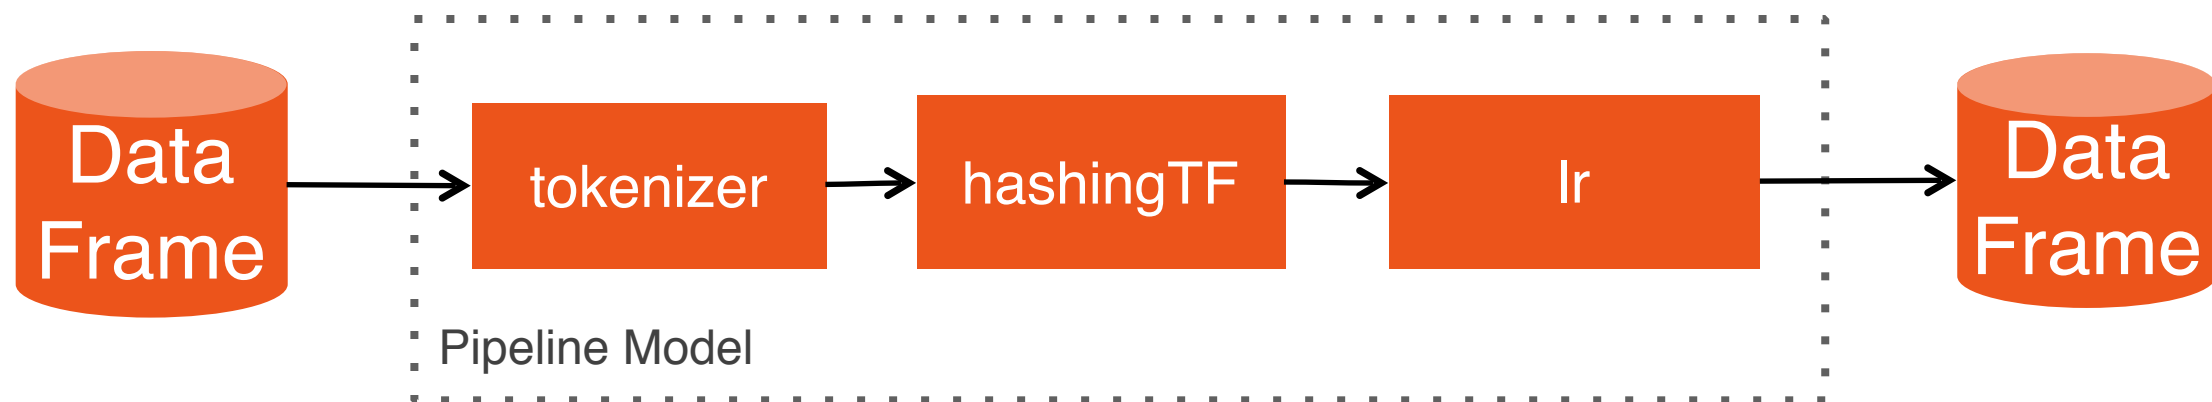 Data
Frame
tokenizer
hashingTF
lr
Data
Frame
Pipeline Model